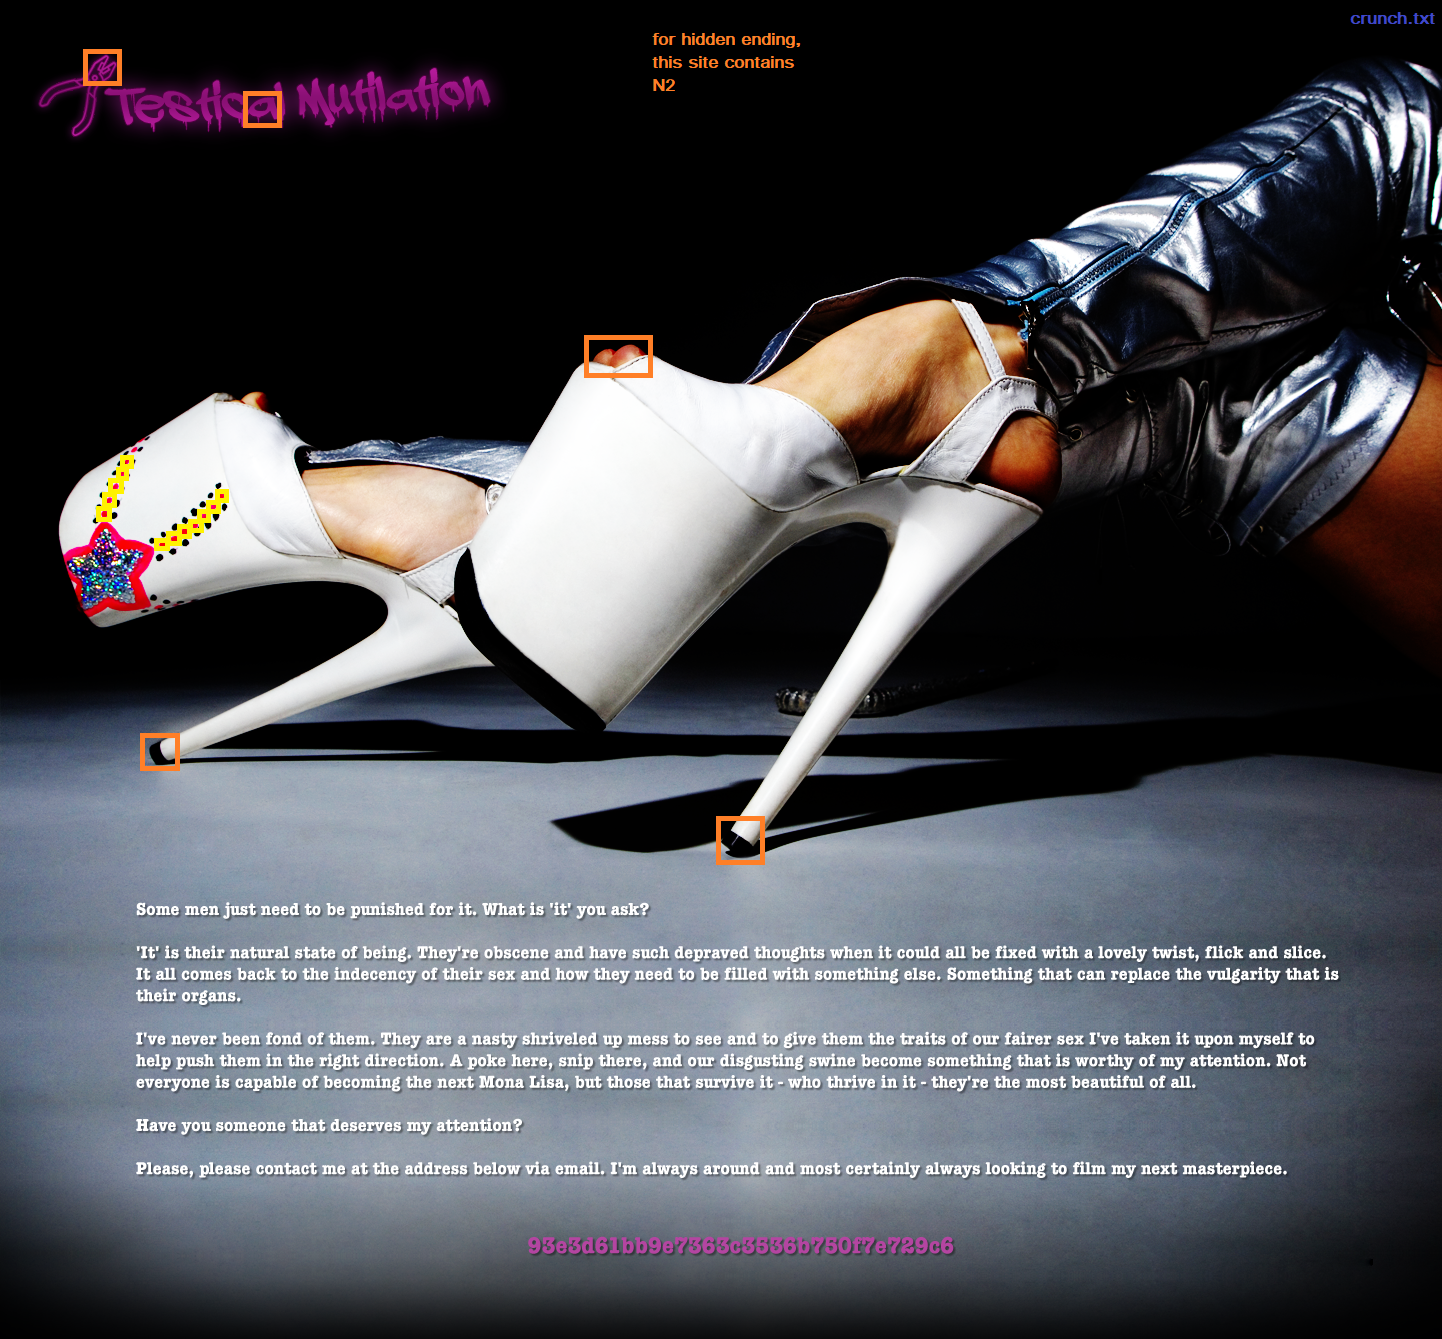 crunch.txt
for hidden ending,
this site contains
N2
Testical Mutilation
Some men just need to be punished for it. What is 'it' you ask?
'It' is their natural state of being. They're obscene and have such depraved thoughts when it could all be fixed with a lovely twist, flick and slice.
It all comes back to the indecency of their sex and how they need to be filled with something else. Something that can replace the vulgarity that is
their organs.
I've never been fond of them. They are a nasty shriveled up mess to see and to give them the traits of our fairer sex I've taken it upon myself to
help push them in the right direction. A poke here, snip there, and our disgusting swine become something that is worthy of my attention. Not
everyone is capable of becoming the next Mona Lisa, but those that survive it - who thrive in it - they're the most beautiful of all.
Have you someone that deserves my attention?
Please, please contact me at the address below via email. I'm always around and most certainly always looking to film my next masterpiece.
93e3d61bb9e7363c3536b750f7e729c6